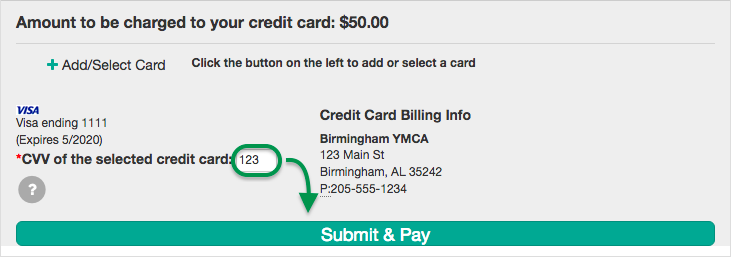 Amount to be charged to your credit card: $50.00
+ Add/Select Card
Click the button on the left to add or select a card
VISA
Visa ending 1111
(Expires 5/2020)
*CVV of the selected credit card: 123
?
Credit Card Billing Info
Birmingham YMCA
123 Main St
Birmingham, AL 35242
P:205-555-1234
Submit & Pay